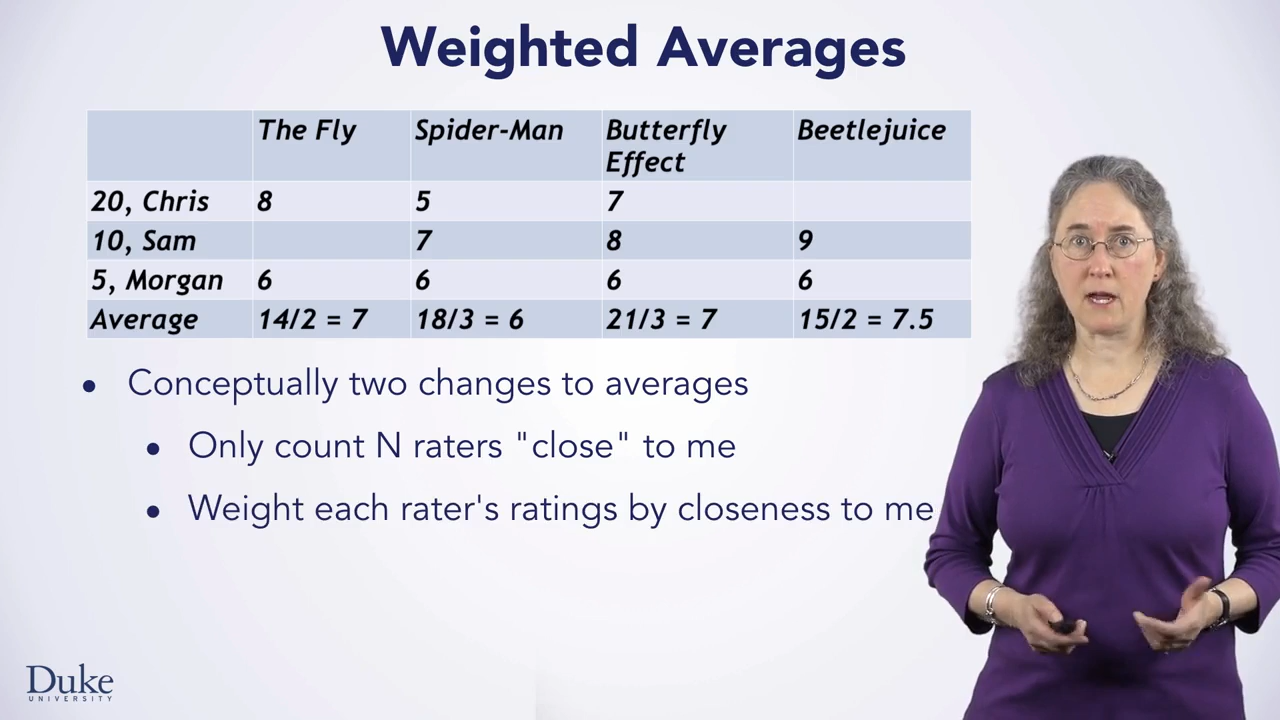 Weighted Averages
The Fly Spider-Man Butterfly Effect Beetlejuice
20, Chris 8 5 7
10, Sam 7 8 9
5, Morgan 6 6 6 6
Average 14/2 = 7 18/3 = 6 21/3 = 7 15/2 = 7.5
• Conceptually two changes to averages
• Only count N raters "close" to me
• Weight each rater's ratings by closeness to me
Duke
UNIVERSITY